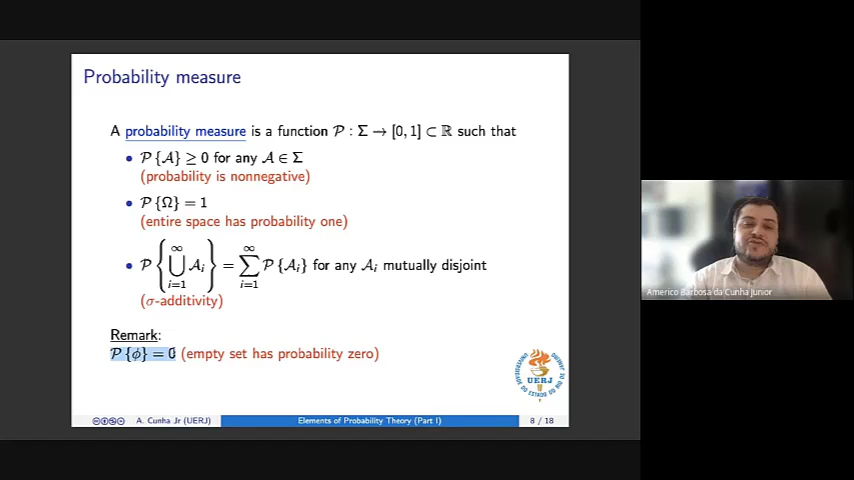 Probability measure
A probability measure is a function 𝒫 : Σ → [0, 1] ⊂ ℝ such that
• 𝒫 {𝒜} ≥ 0 for any 𝒜 ∈ Σ
(probability is nonnegative)
• 𝒫 {Ω} = 1
(entire space has probability one)
• 𝒫 {⋃_{i=1}^{∞} 𝒜_i} = ∑_{i=1}^{∞} 𝒫 {𝒜_i} for any 𝒜_i mutually disjoint
(σ-additivity)
Remark:
𝒫 {ϕ} = 0 (empty set has probability zero)
UERJ
A. Cunha Jr (UERJ) Elements of Probability Theory (Part I) 8 / 18
Americo Barbosa da Cunha Junior